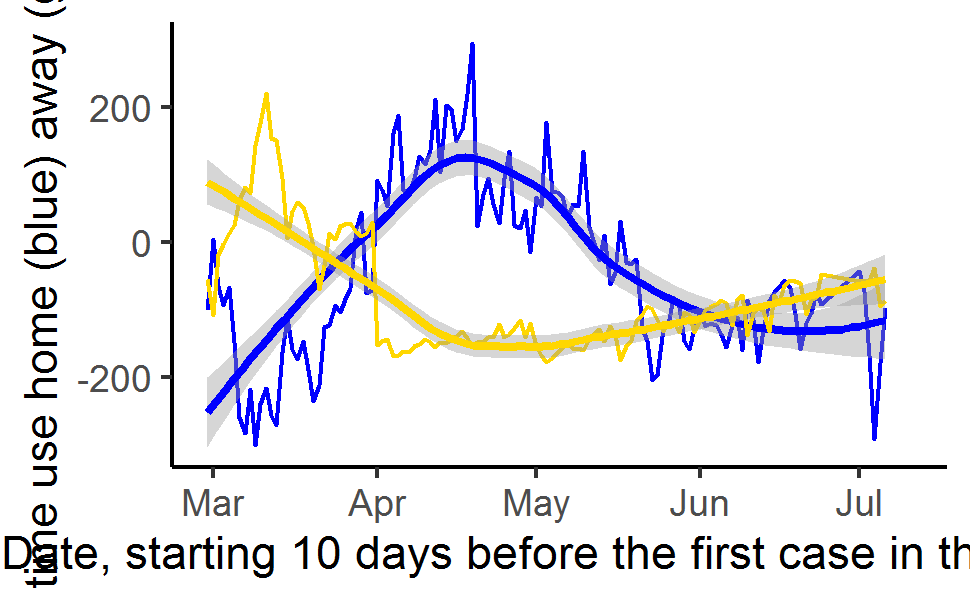 time use home (blue) away (
200
0
-200
Mar Apr May Jun Jul
Date, starting 10 days before the first case in th